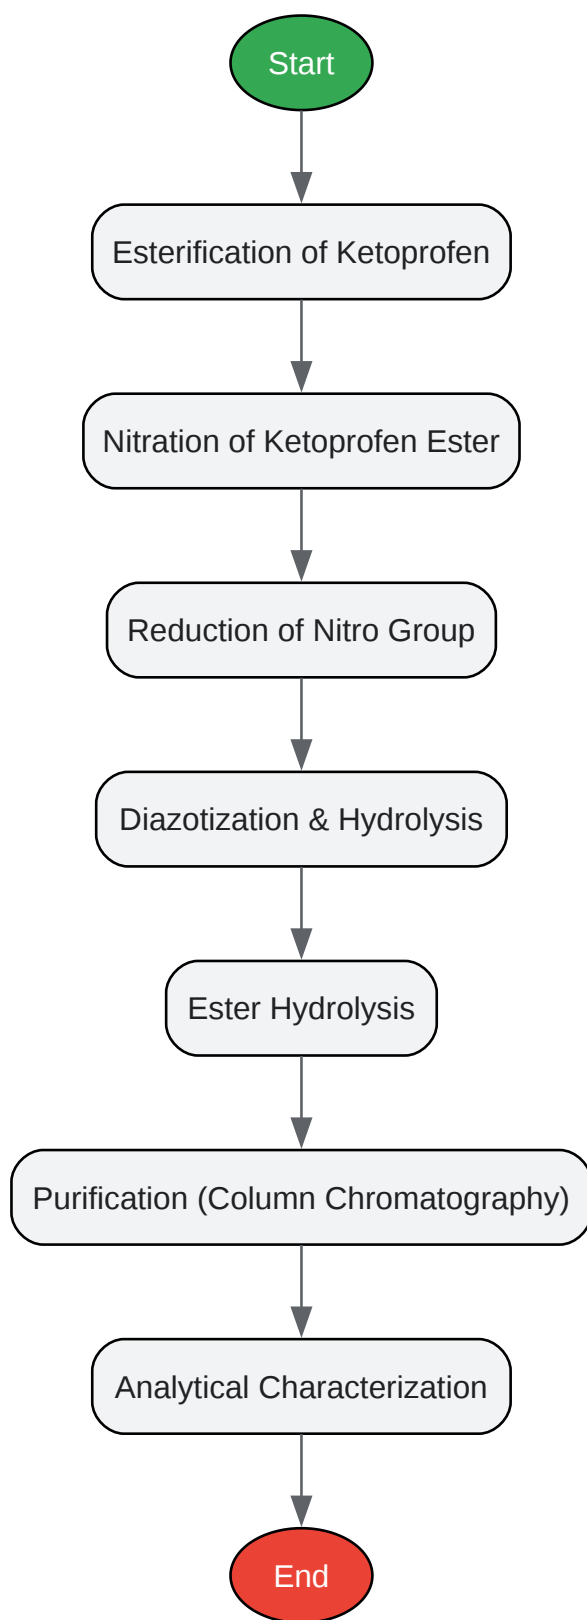 Start
Esterification of Ketoprofen
Nitration of Ketoprofen Ester
Reduction of Nitro Group
Diazotization & Hydrolysis
Ester Hydrolysis
Purification (Column Chromatography)
Analytical Characterization
End